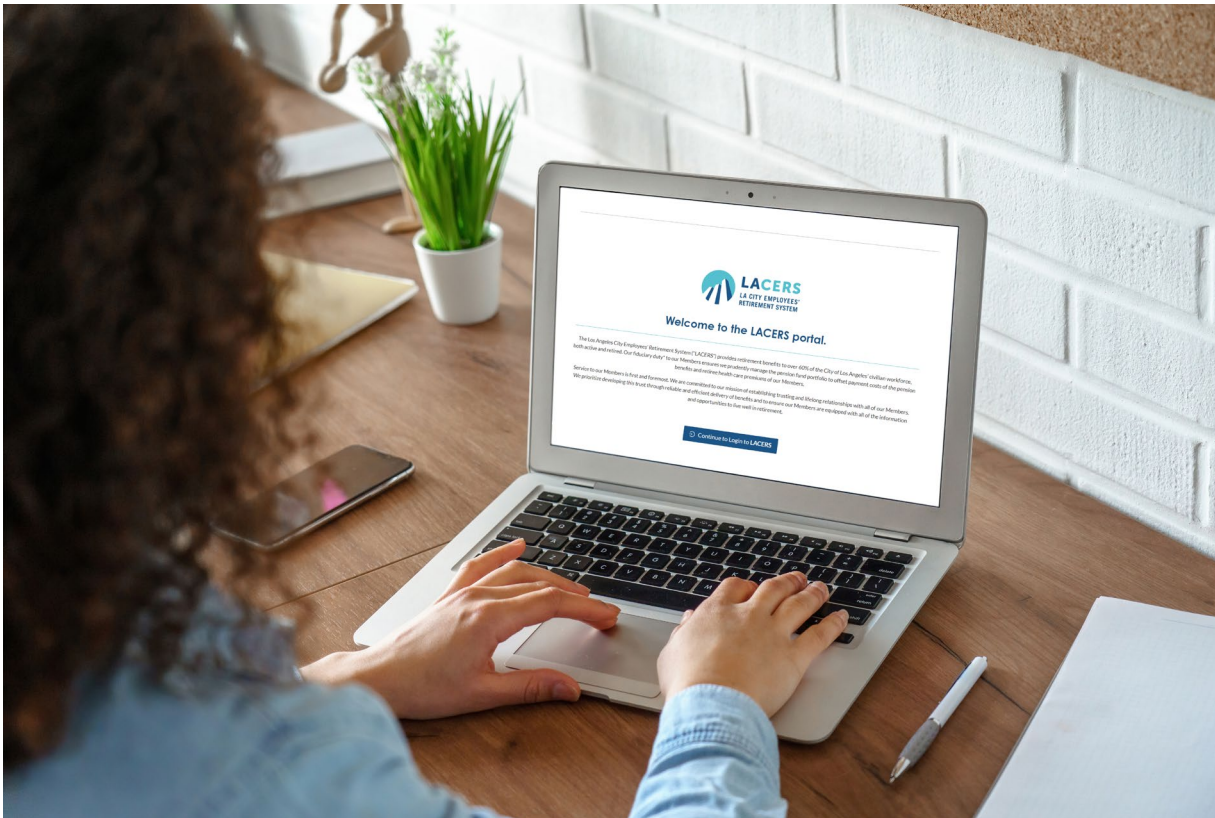 LACERS
LA CITY EMPLOYEES'
RETIREMENT SYSTEM
Welcome to the LACERS portal.
The Los Angeles City Employees' Retirement System ("LACERS") provides retirement benefits to over 60% of the City of Los Angeles' civilian workforce,
both active and retired. Our fiduciary duty* to our Members ensures we prudently manage the pension fund portfolio to offset payment costs of the pension
benefits and retiree health care premiums of our Members.
Service to our Members is first and foremost. We are committed to our mission of establishing trusting and lifelong relationships with all of our Members.
We prioritize developing this trust through reliable and efficient delivery of benefits and to ensure our Members are equipped with all of the information
and opportunities to live well in retirement.
Continue to Login to LACERS